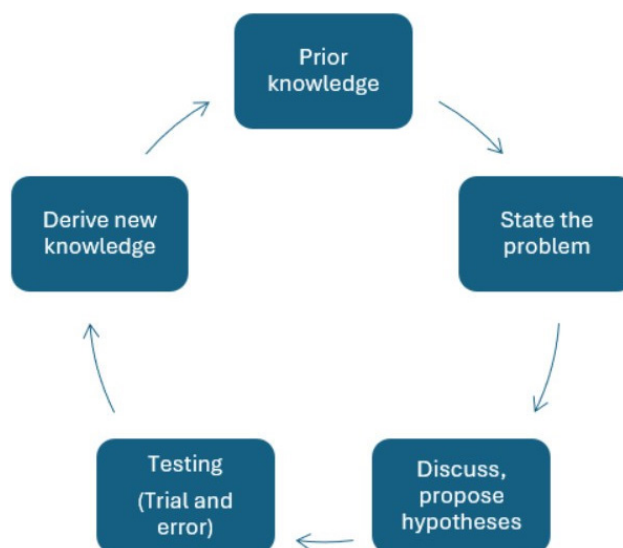 Prior
knowledge
State the
problem
Discuss,
propose
hypotheses
Testing
(Trial and
error)
Derive new
knowledge